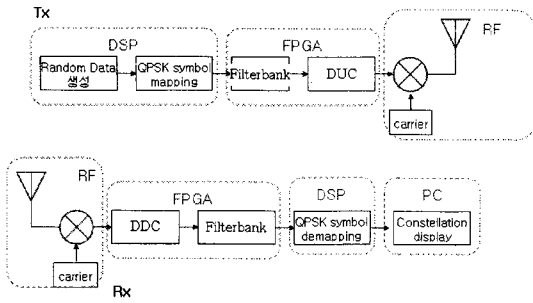 Tx
DSP
FPGA
RF
Random Data
생성
QPSK symbol
mapping
Filterbank
DUC
carrier
RF
FPGA
DSP
PC
DDC
Filterbank
QPSK symbol
demapping
Constellation
display
carrier
Rx